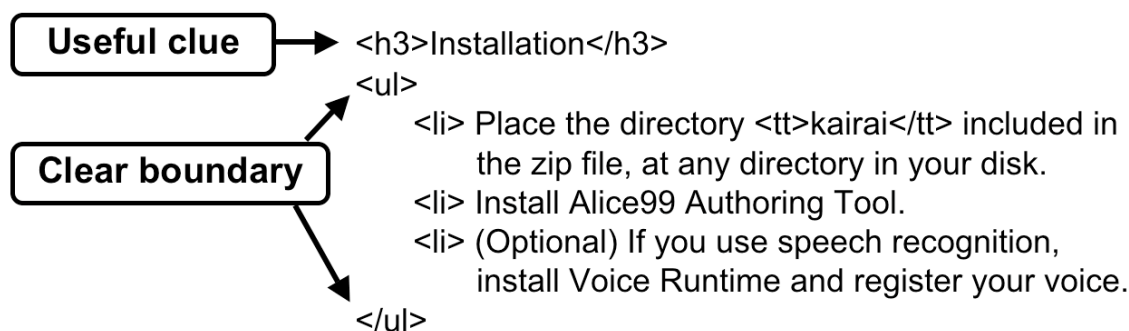 Useful clue
<h3>Installation</h3>
<ul>
Clear boundary
<li> Place the directory <tt>kairai</tt> included in
the zip file, at any directory in your disk.
<li> Install Alice99 Authoring Tool.
<li> (Optional) If you use speech recognition,
install Voice Runtime and register your voice.
</ul>